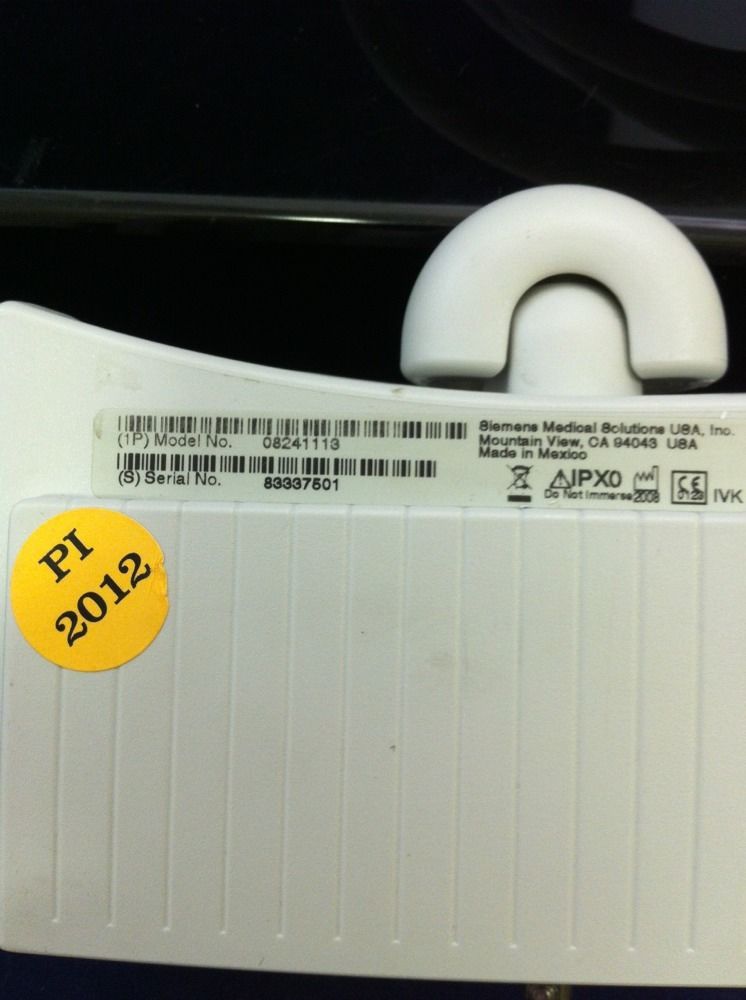 (1P) Model No. 08241113
(S) Serial No. 83337501
Siemens Medical Solutions USA, Inc.
Mountain View, CA 94043 USA
Made in Mexico
IPX0
Do Not Immerse
2008
CE
0123
IVK
PI
2012